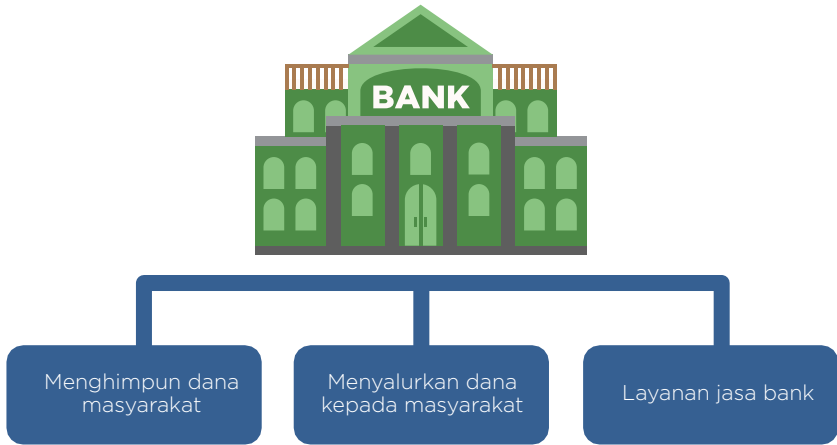 BANK
Menghimpun dana
masyarakat
Menyalurkan dana
kepada masyarakat
Layanan jasa bank